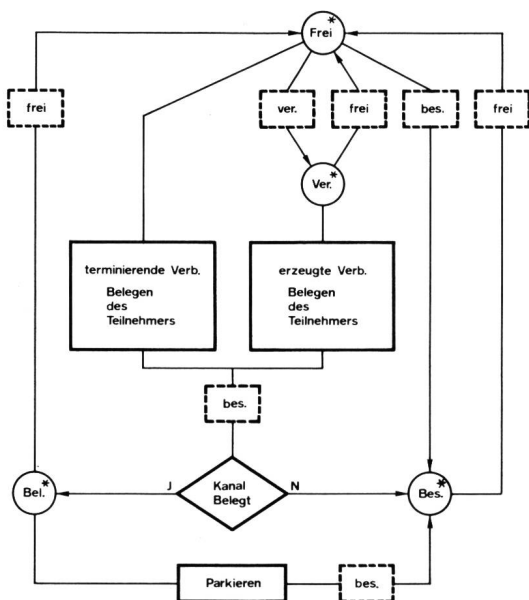 Frei*
frei
ver.
frei
bes.
frei
Ver.*
terminierende Verb.
Belegen
des
Teilnehmers
erzeugte Verb.
Belegen
des
Teilnehmers
bes.
Bel.*
J
Kanal
Belegt
N
Bes.*
Parkieren
bes.